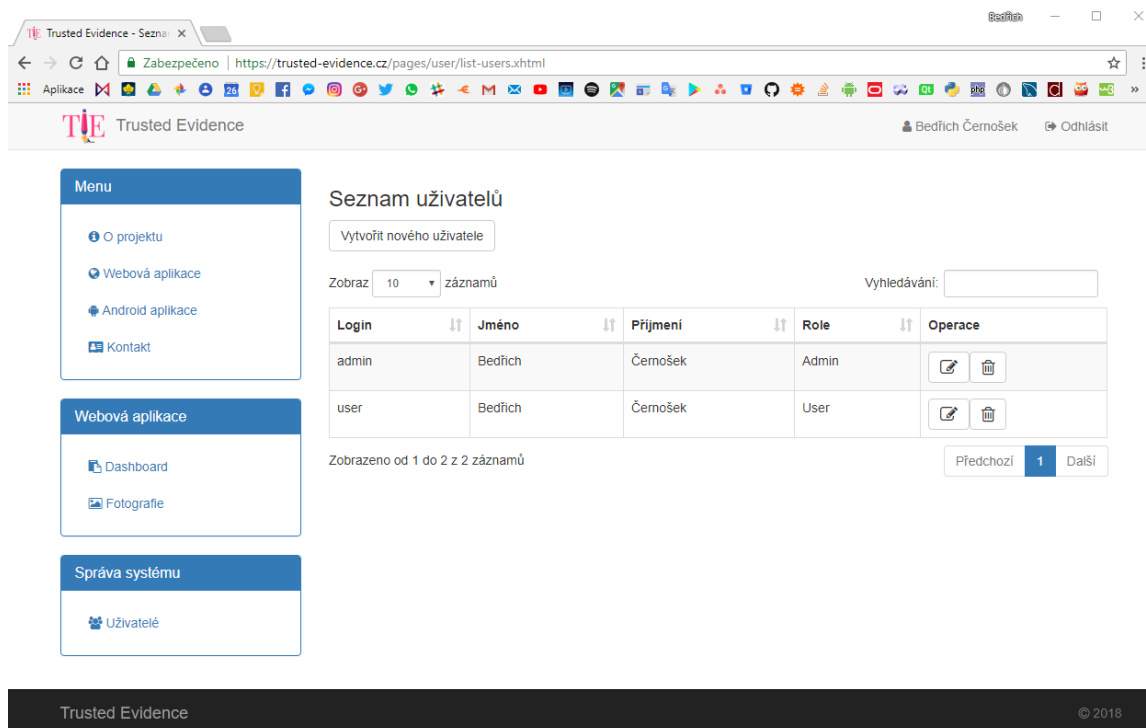 Bedřich
Trusted Evidence - Sezna
Zabezpečeno | https://trusted-evidence.cz/pages/user/list-users.xhtml
Aplikace
TIE Trusted Evidence
Bedřich Černošek Odhlásit
Menu
O projektu
Webová aplikace
Android aplikace
Kontakt
Webová aplikace
Dashboard
Fotografie
Správa systému
Uživatelé
Seznam uživatelů
Vytvořit nového uživatele
Zobraz 10 záznamů
Vyhledávání:
Login Jméno Příjmení Role Operace
admin Bedřich Černošek Admin
user Bedřich Černošek User
Zobrazeno od 1 do 2 z 2 záznamů
Předchozí 1 Další
Trusted Evidence
© 2018